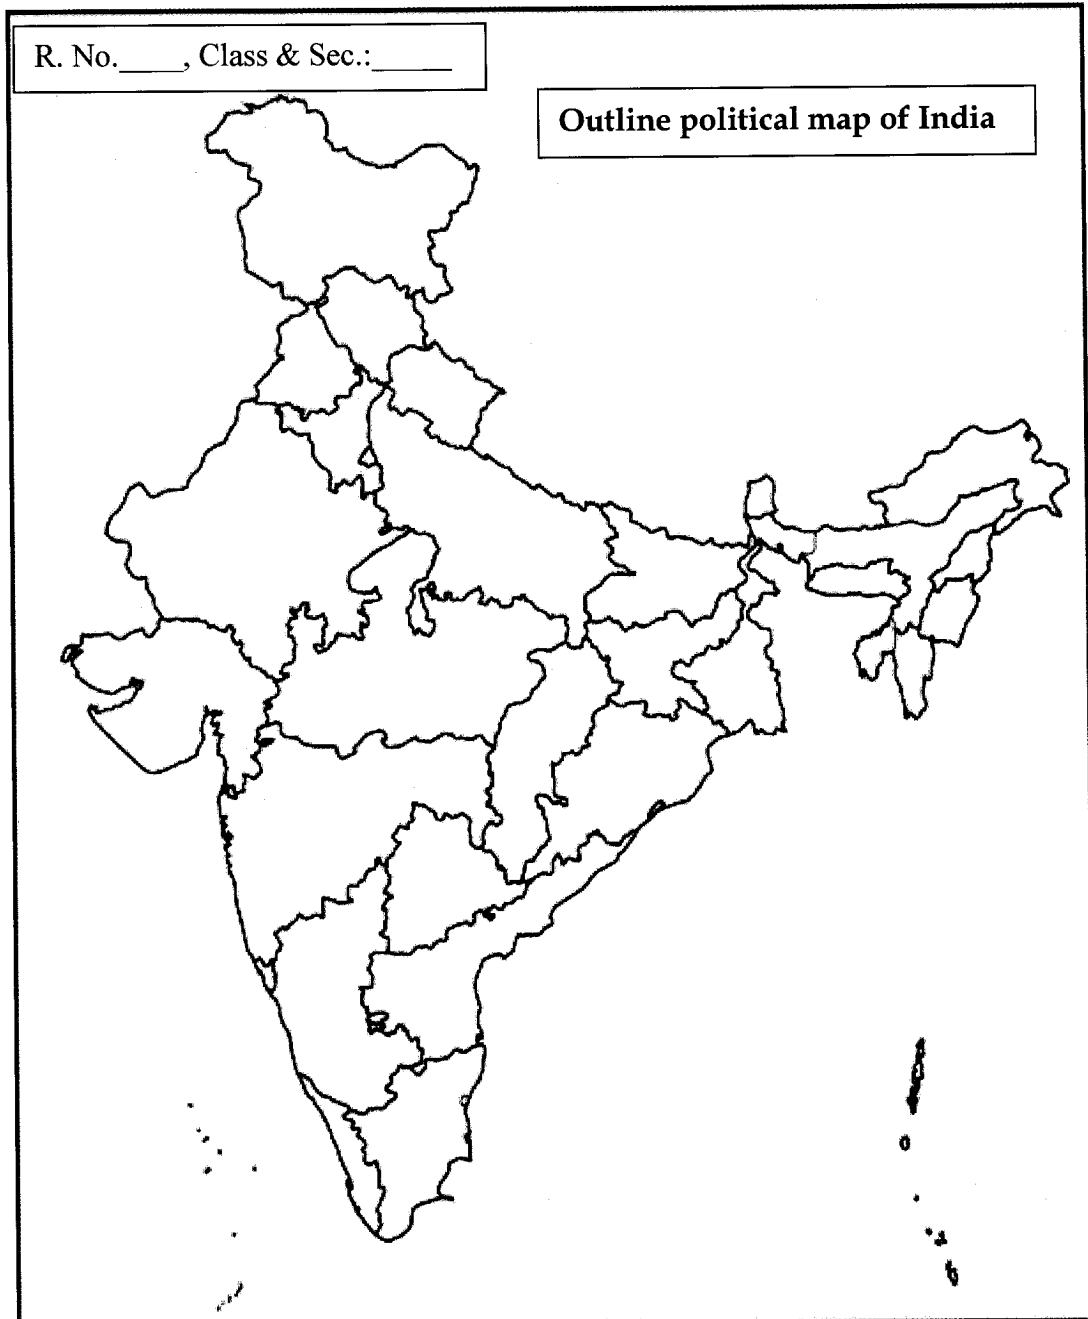 R. No.____, Class & Sec.:_____
Outline political map of India